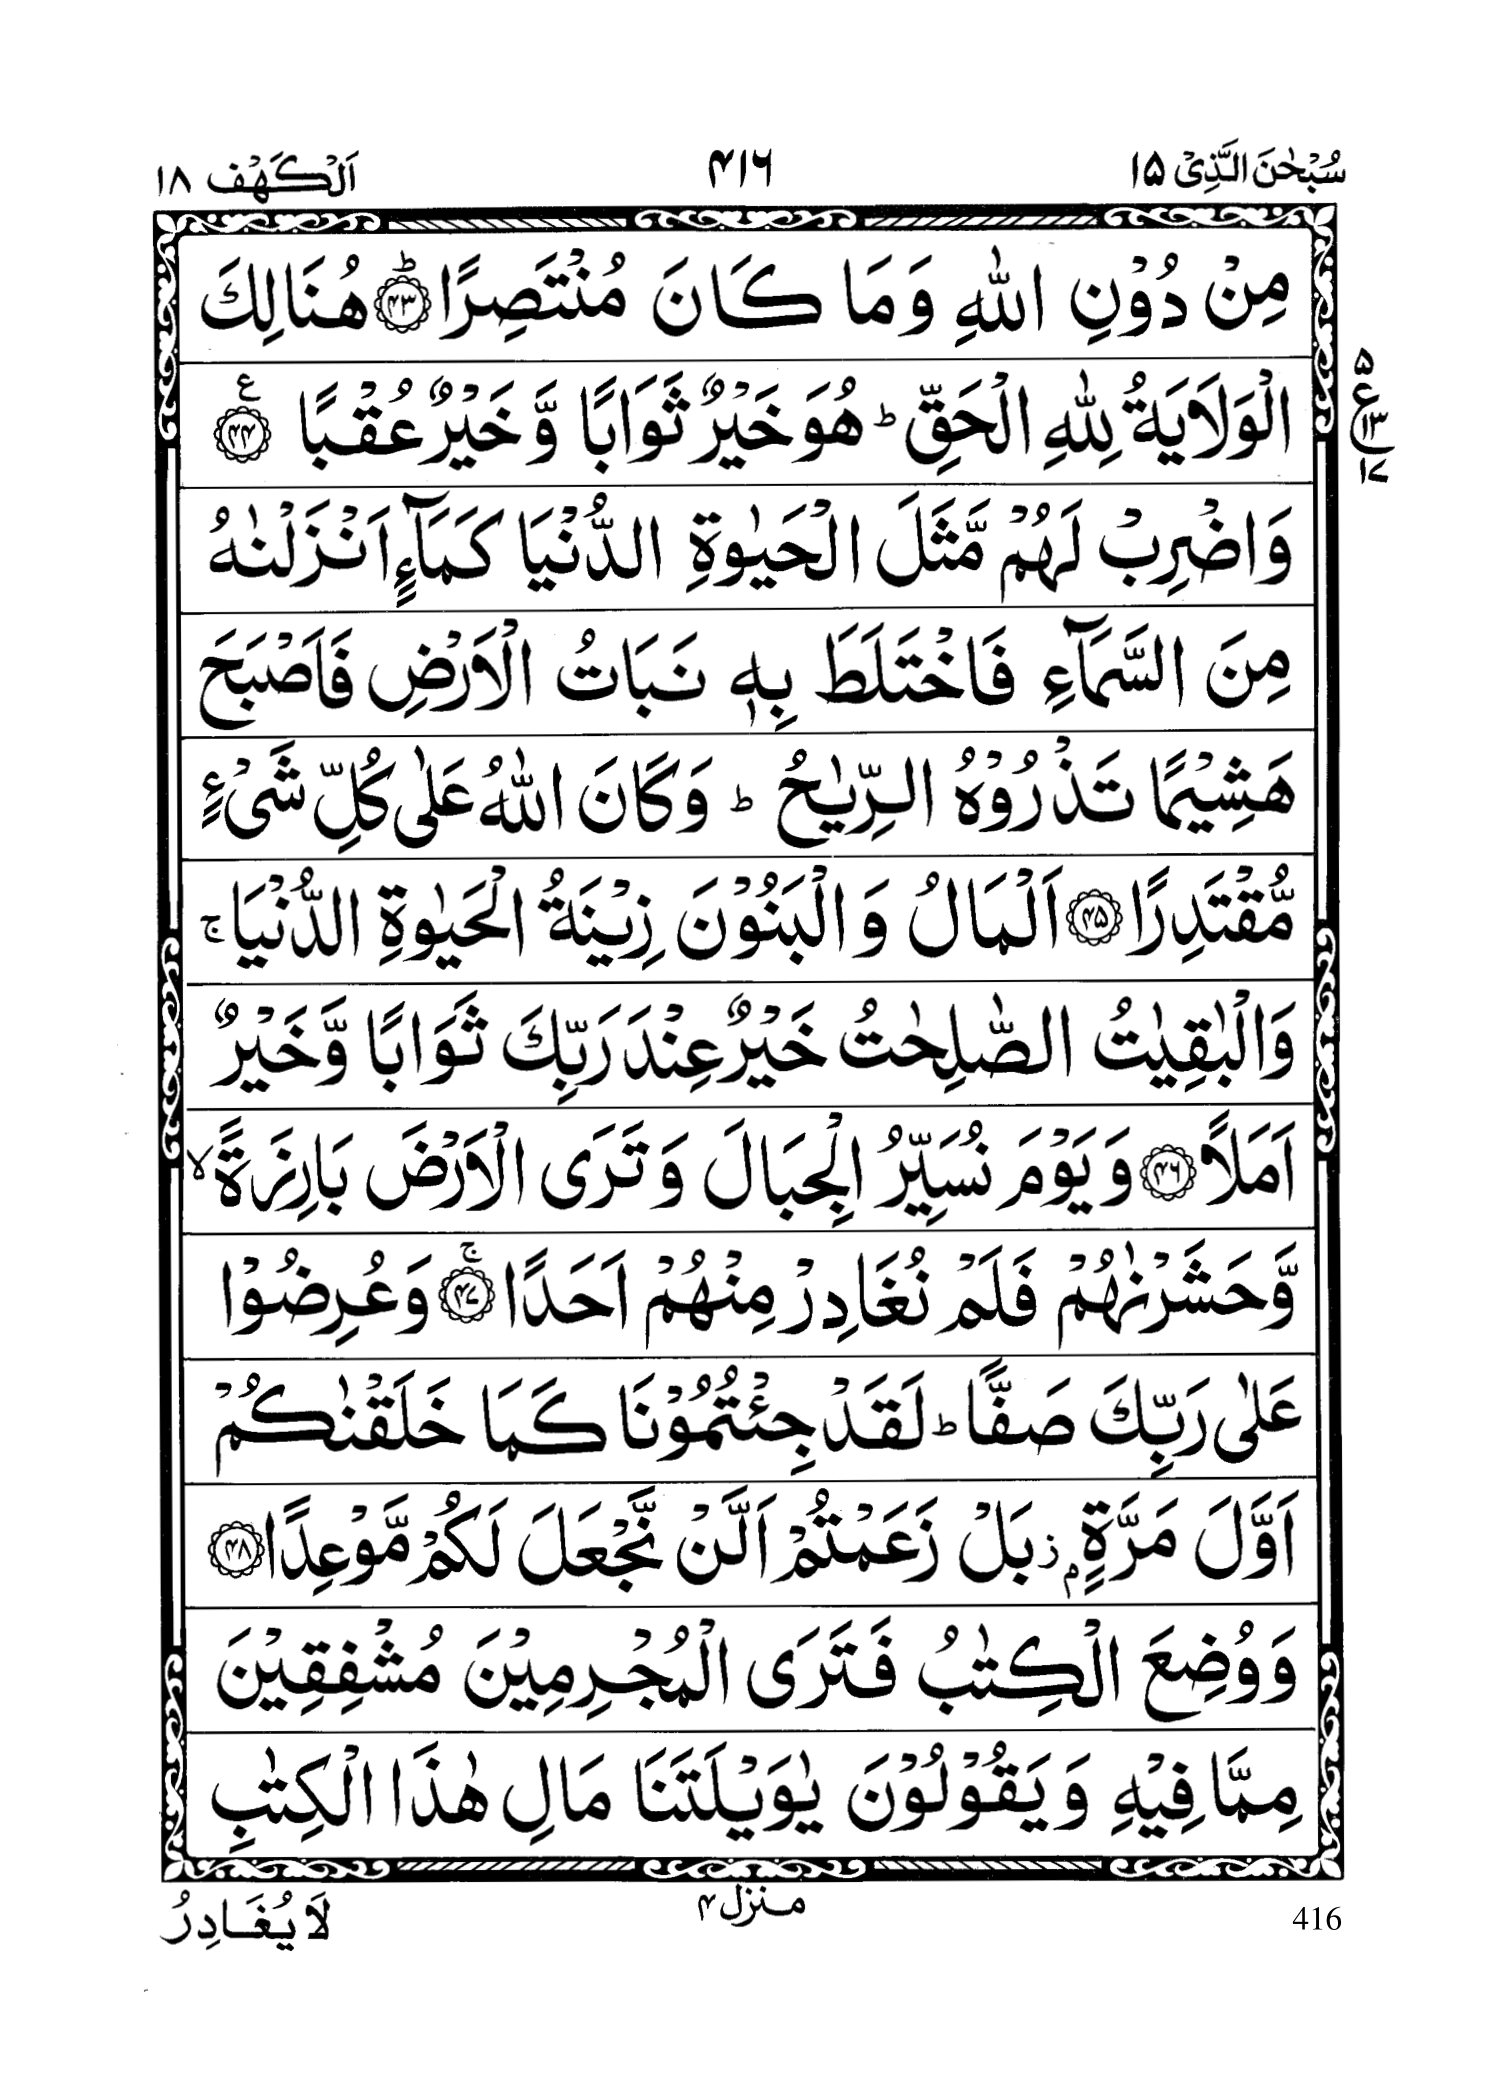 سُبْحٰنَ الَّذِیْ ۱۵ ۴۱۶ اَلْكَهْف ۱۸
مِنْ دُوْنِ اللّٰهِ وَمَا كَانَ مُنْتَصِرًا ؕ‏﴿۴۳﴾ هُنَالِكَ
الْوَلَايَةُ لِلّٰهِ الْحَقِّ ؕ هُوَ خَيْرٌ ثَوَابًا وَّ خَيْرٌ عُقْبًا ﴿۴۴﴾ ع
۵ ع ۱۳ ۱۷
وَاضْرِبْ لَهُمْ مَّثَلَ الْحَيٰوةِ الدُّنْيَا كَمَآءٍ اَنْزَلْنٰهُ
مِنَ السَّمَآءِ فَاخْتَلَطَ بِهٖ نَبَاتُ الْاَرْضِ فَاَصْبَحَ
هَشِيْمًا تَذْرُوْهُ الرِّيٰحُ ؕ وَكَانَ اللّٰهُ عَلٰى كُلِّ شَىْءٍ
مُّقْتَدِرًا ﴿۴۵﴾ اَلْمَالُ وَ الْبَنُوْنَ زِيْنَةُ الْحَيٰوةِ الدُّنْيَا ۚ
وَالْبٰقِيٰتُ الصّٰلِحٰتُ خَيْرٌ عِنْدَ رَبِّكَ ثَوَابًا وَّ خَيْرٌ
اَمَلًا ﴿۴۶﴾ وَ يَوْمَ نُسَيِّرُ الْجِبَالَ وَ تَرَى الْاَرْضَ بَارِزَةً ۙ
وَّ حَشَرْنٰهُمْ فَلَمْ نُغَادِرْ مِنْهُمْ اَحَدًا ۚ‏﴿۴۷﴾ وَ عُرِضُوْا
عَلٰى رَبِّكَ صَفًّا ؕ لَقَدْ جِئْتُمُوْنَا كَمَا خَلَقْنٰكُمْ
اَوَّلَ مَرَّةٍۭ ز بَلْ زَعَمْتُمْ اَلَّنْ نَّجْعَلَ لَكُمْ مَّوْعِدًا ﴿۴۸﴾
وَ وُضِعَ الْكِتٰبُ فَتَرَى الْمُجْرِمِيْنَ مُشْفِقِيْنَ
مِمَّا فِيْهِ وَ يَقُوْلُوْنَ يٰوَيْلَتَنَا مَالِ هٰذَا الْكِتٰبِ
416 منزل ۴ لَا يُغَادِرُ